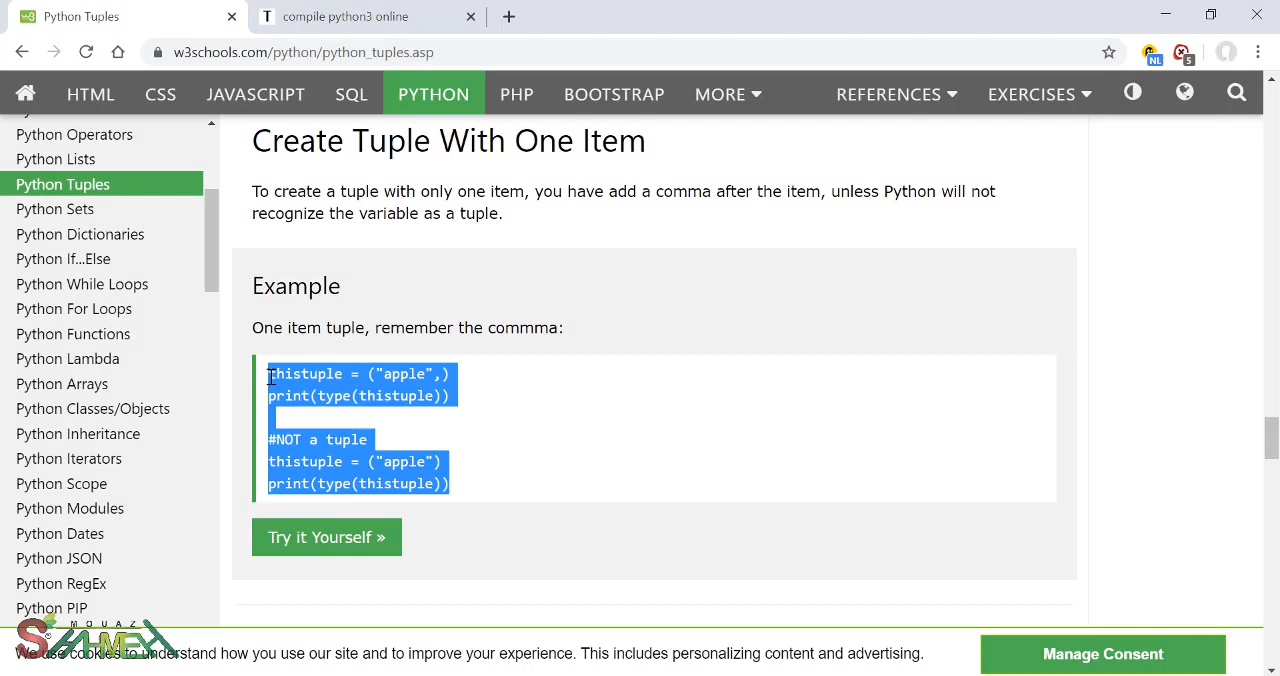 Python Tuples
compile python3 online
w3schools.com/python/python_tuples.asp
NL
5
HTML CSS JAVASCRIPT SQL PYTHON PHP BOOTSTRAP MORE REFERENCES EXERCISES
Python Operators
Python Lists
Python Tuples
Python Sets
Python Dictionaries
Python If...Else
Python While Loops
Python For Loops
Python Functions
Python Lambda
Python Arrays
Python Classes/Objects
Python Inheritance
Python Iterators
Python Scope
Python Modules
Python Dates
Python JSON
Python RegEx
Python PIP
Create Tuple With One Item
To create a tuple with only one item, you have add a comma after the item, unless Python will not
recognize the variable as a tuple.
Example
One item tuple, remember the commma:
thistuple = ("apple",)
print(type(thistuple))
#NOT a tuple
thistuple = ("apple")
print(type(thistuple))
Try it Yourself »
MOUAZ
We use cookies to understand how you use our site and to improve your experience. This includes personalizing content and advertising.
Manage Consent